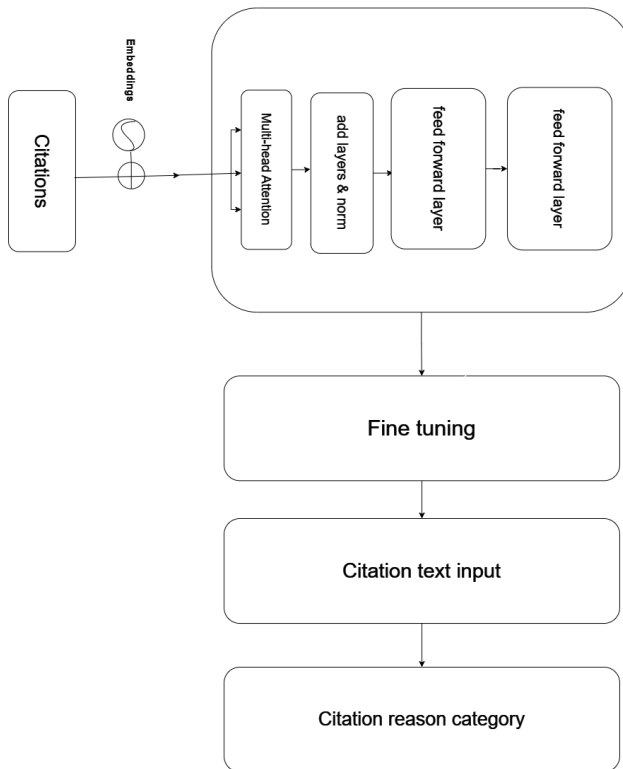 Citations
Embeddings
Multi-head Attention
add layers & norm
feed forward layer
feed forward layer
Fine tuning
Citation text input
Citation reason category